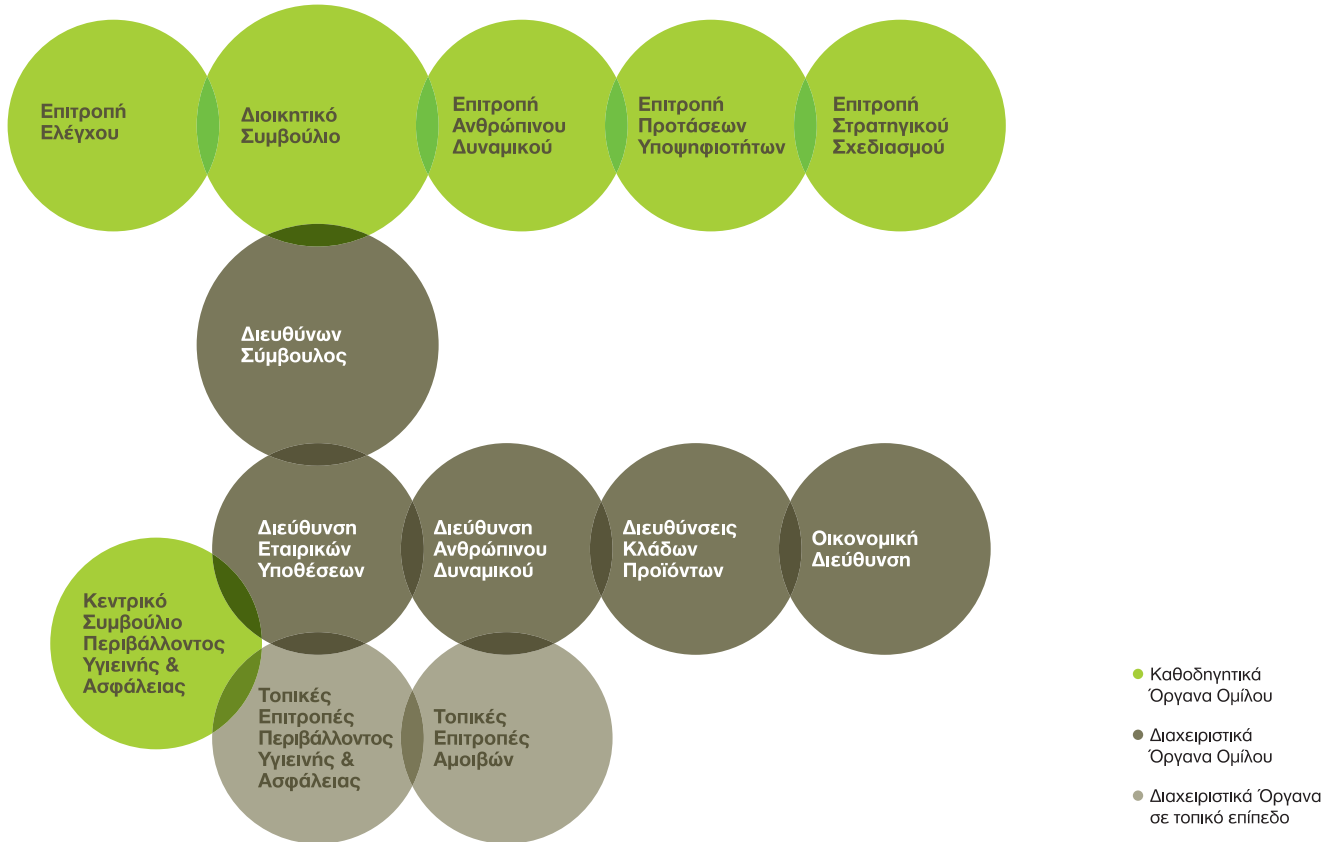 Επιτροπή
Ελέγχου
Διοικητικό
Συμβούλιο
Επιτροπή
Ανθρώπινου
Δυναμικού
Επιτροπή
Προτάσεων
Υποψηφιοτήτων
Επιτροπή
Στρατηγικού
Σχεδιασμού
Διευθύνων
Σύμβουλος
Διεύθυνση
Εταιρικών
Υποθέσεων
Διεύθυνση
Ανθρώπινου
Δυναμικού
Διευθύνσεις
Κλάδων
Προϊόντων
Οικονομική
Διεύθυνση
Κεντρικό
Συμβούλιο
Περιβάλλοντος
Υγιεινής &
Ασφάλειας
Τοπικές
Επιτροπές
Περιβάλλοντος
Υγιεινής &
Ασφάλειας
Τοπικές
Επιτροπές
Αμοιβών
Καθοδηγητικά
Όργανα Ομίλου
Διαχειριστικά
Όργανα Ομίλου
Διαχειριστικά Όργανα
σε τοπικό επίπεδο